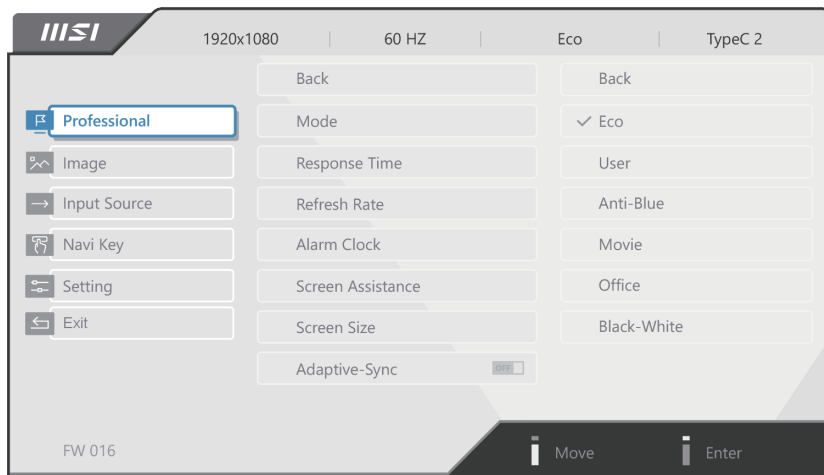 msi
1920x1080 60 HZ Eco TypeC 2
Professional
Image
Input Source
Navi Key
Setting
Exit
Back
Mode
Response Time
Refresh Rate
Alarm Clock
Screen Assistance
Screen Size
Adaptive-Sync OFF
Back
Eco
User
Anti-Blue
Movie
Office
Black-White
FW 016
Move Enter